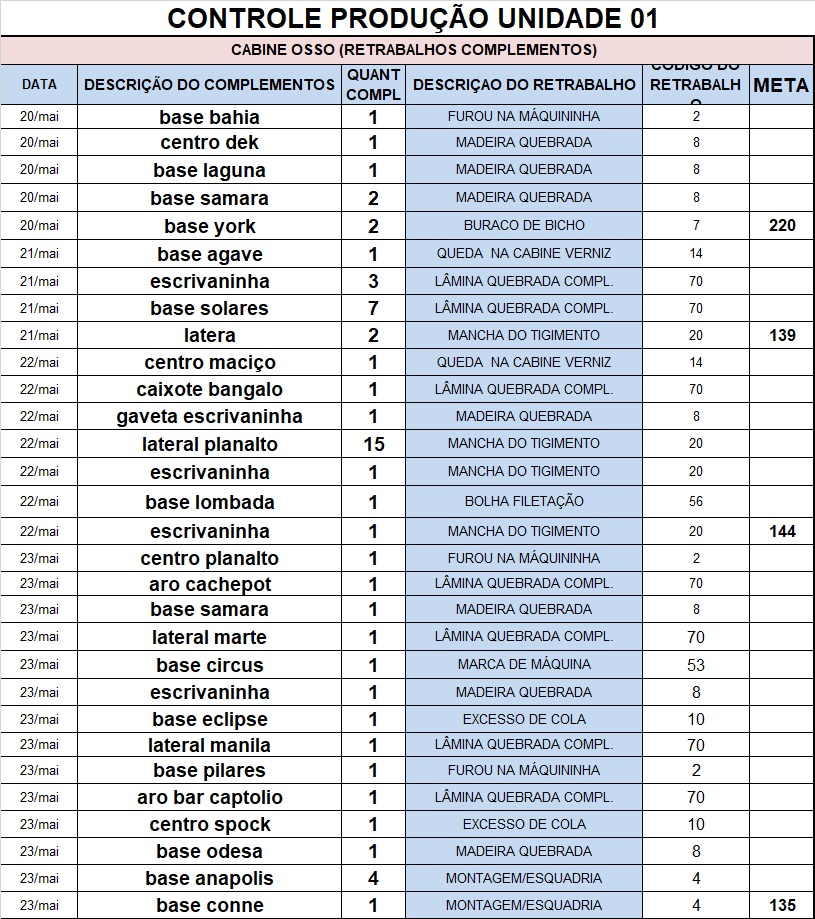 CONTROLE PRODUÇÃO UNIDADE 01
CABINE OSSO (RETRABALHOS COMPLEMENTOS)
DATA DESCRIÇÃO DO COMPLEMENTOS QUANT COMPL DESCRIÇAO DO RETRABALHO CODIGO DO RETRABALHO META
20/mai base bahia 1 FUROU NA MÁQUININHA 2
20/mai centro dek 1 MADEIRA QUEBRADA 8
20/mai base laguna 1 MADEIRA QUEBRADA 8
20/mai base samara 2 MADEIRA QUEBRADA 8
20/mai base york 2 BURACO DE BICHO 7 220
21/mai base agave 1 QUEDA NA CABINE VERNIZ 14
21/mai escrivaninha 3 LÂMINA QUEBRADA COMPL. 70
21/mai base solares 7 LÂMINA QUEBRADA COMPL. 70
21/mai latera 2 MANCHA DO TIGIMENTO 20 139
22/mai centro maciço 1 QUEDA NA CABINE VERNIZ 14
22/mai caixote bangalo 1 LÂMINA QUEBRADA COMPL. 70
22/mai gaveta escrivaninha 1 MADEIRA QUEBRADA 8
22/mai lateral planalto 15 MANCHA DO TIGIMENTO 20
22/mai escrivaninha 1 MANCHA DO TIGIMENTO 20
22/mai base lombada 1 BOLHA FILETAÇÃO 56
22/mai escrivaninha 1 MANCHA DO TIGIMENTO 20 144
23/mai centro planalto 1 FUROU NA MÁQUININHA 2
23/mai aro cachepot 1 LÂMINA QUEBRADA COMPL. 70
23/mai base samara 1 MADEIRA QUEBRADA 8
23/mai lateral marte 1 LÂMINA QUEBRADA COMPL. 70
23/mai base circus 1 MARCA DE MÁQUINA 53
23/mai escrivaninha 1 MADEIRA QUEBRADA 8
23/mai base eclipse 1 EXCESSO DE COLA 10
23/mai lateral manila 1 LÂMINA QUEBRADA COMPL. 70
23/mai base pilares 1 FUROU NA MÁQUININHA 2
23/mai aro bar captolio 1 LÂMINA QUEBRADA COMPL. 70
23/mai centro spock 1 EXCESSO DE COLA 10
23/mai base odesa 1 MADEIRA QUEBRADA 8
23/mai base anapolis 4 MONTAGEM/ESQUADRIA 4
23/mai base conne 1 MONTAGEM/ESQUADRIA 4 135